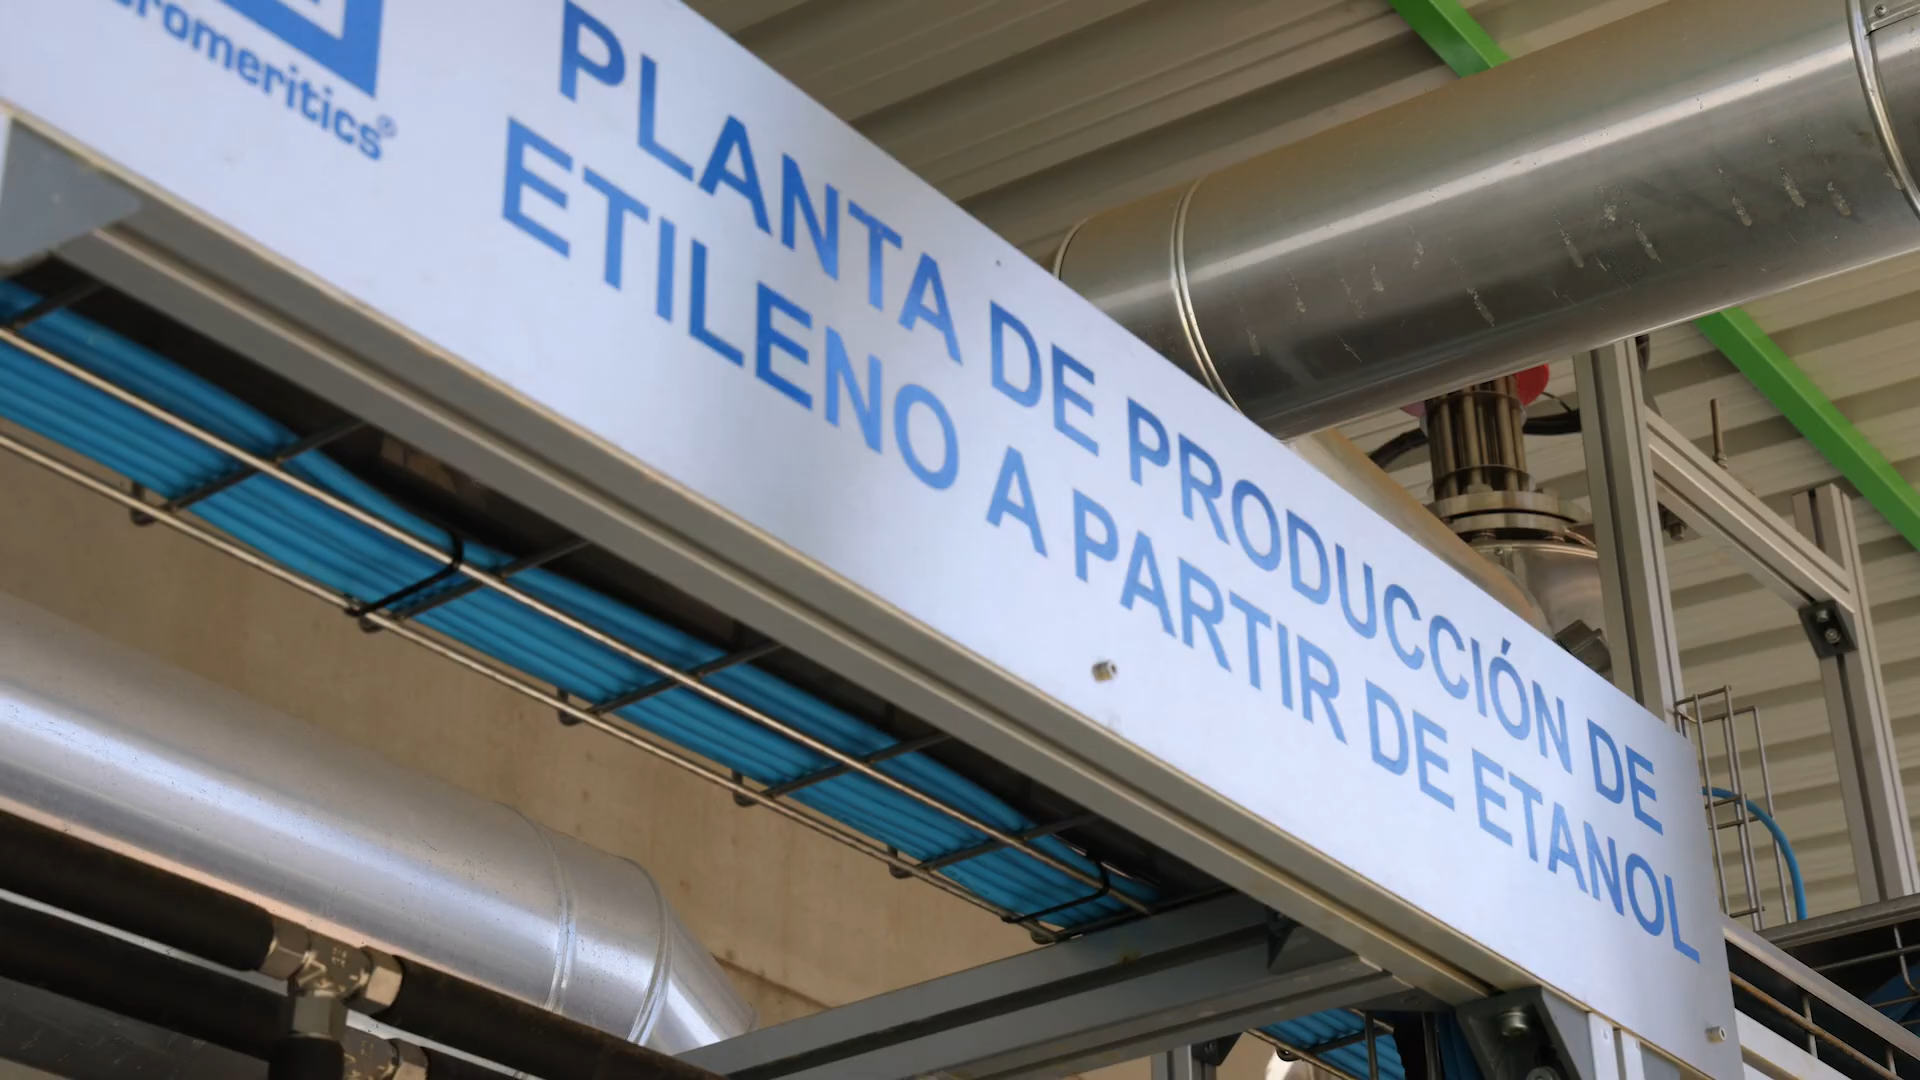 romeritics®
PLANTA DE PRODUCCIÓN DE
ETILENO A PARTIR DE ETANOL